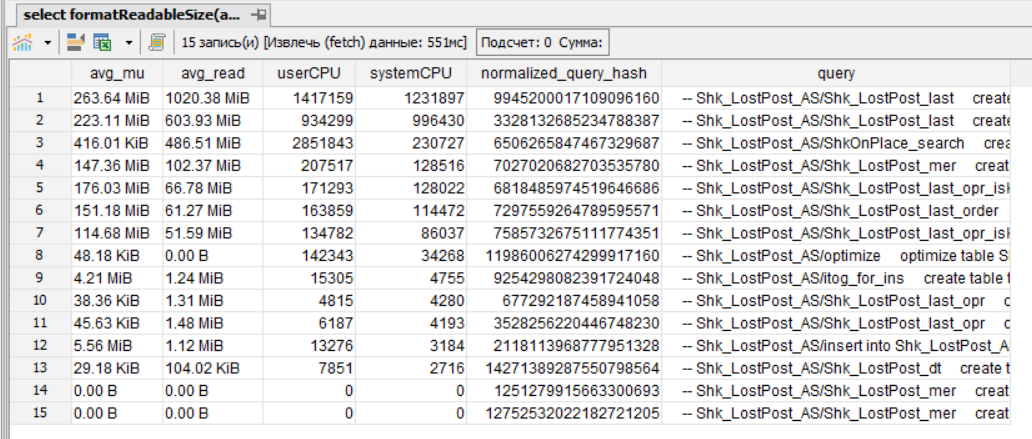 select formatReadableSize(a...
15 запись(и) [Извлечь (fetch) данные: 551мс] Подсчет: 0 Сумма:
avg_mu avg_read userCPU systemCPU normalized_query_hash query
1 263.64 MiB 1020.38 MiB 1417159 1231897 9945200017109096160 -- Shk_LostPost_AS/Shk_LostPost_last create
2 223.11 MiB 603.93 MiB 934299 996430 3328132685234788387 -- Shk_LostPost_AS/Shk_LostPost_last create
3 416.01 KiB 486.51 MiB 2851843 230727 6506265847467329687 -- Shk_LostPost_AS/ShkOnPlace_search crea
4 147.36 MiB 102.37 MiB 207517 128516 7027020682703535780 -- Shk_LostPost_AS/Shk_LostPost_mer creat
5 176.03 MiB 66.78 MiB 171293 128022 6818485974519646686 -- Shk_LostPost_AS/Shk_LostPost_last_opr_isk
6 151.18 MiB 61.27 MiB 163859 114472 7297559264789595571 -- Shk_LostPost_AS/Shk_LostPost_last_order
7 114.68 MiB 51.59 MiB 134782 86037 7585732675111774351 -- Shk_LostPost_AS/Shk_LostPost_last_opr_isk
8 48.18 KiB 0.00 B 142343 34268 11986006274299917160 -- Shk_LostPost_AS/optimize optimize table S
9 4.21 MiB 1.24 MiB 15305 4755 92542980823917240​48 -- Shk_LostPost_AS/itog_for_ins create table t
10 38.36 KiB 1.31 MiB 4815 4280 677292187458941058 -- Shk_LostPost_AS/Shk_LostPost_last_opr c
11 45.63 KiB 1.48 MiB 6187 4193 3528256220446748230 -- Shk_LostPost_AS/Shk_LostPost_last_opr c
12 5.56 MiB 1.12 MiB 13276 3184 2118113968777951328 -- Shk_LostPost_AS/insert into Shk_LostPost_A
13 29.18 KiB 104.02 KiB 7851 2716 14271389287550798564 -- Shk_LostPost_AS/Shk_LostPost_dt create t
14 0.00 B 0.00 B 0 0 1251279915663300693 -- Shk_LostPost_AS/Shk_LostPost_mer creat
15 0.00 B 0.00 B 0 0 12752532022182721205 -- Shk_LostPost_AS/Shk_LostPost_mer creat